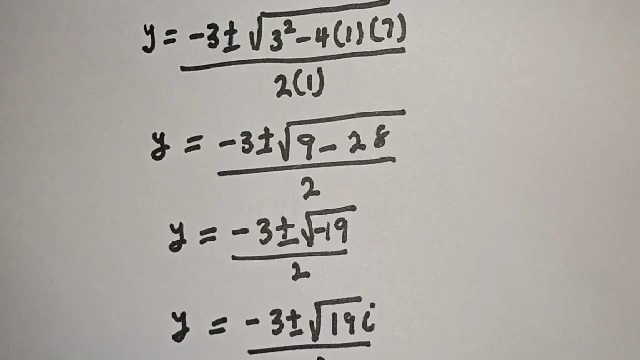 y = (-3 ± √(3² - 4(1)(7))) / 2(1)
y = (-3 ± √(9 - 28)) / 2
y = (-3 ± √(-19)) / 2
y = -3 ± √19 i